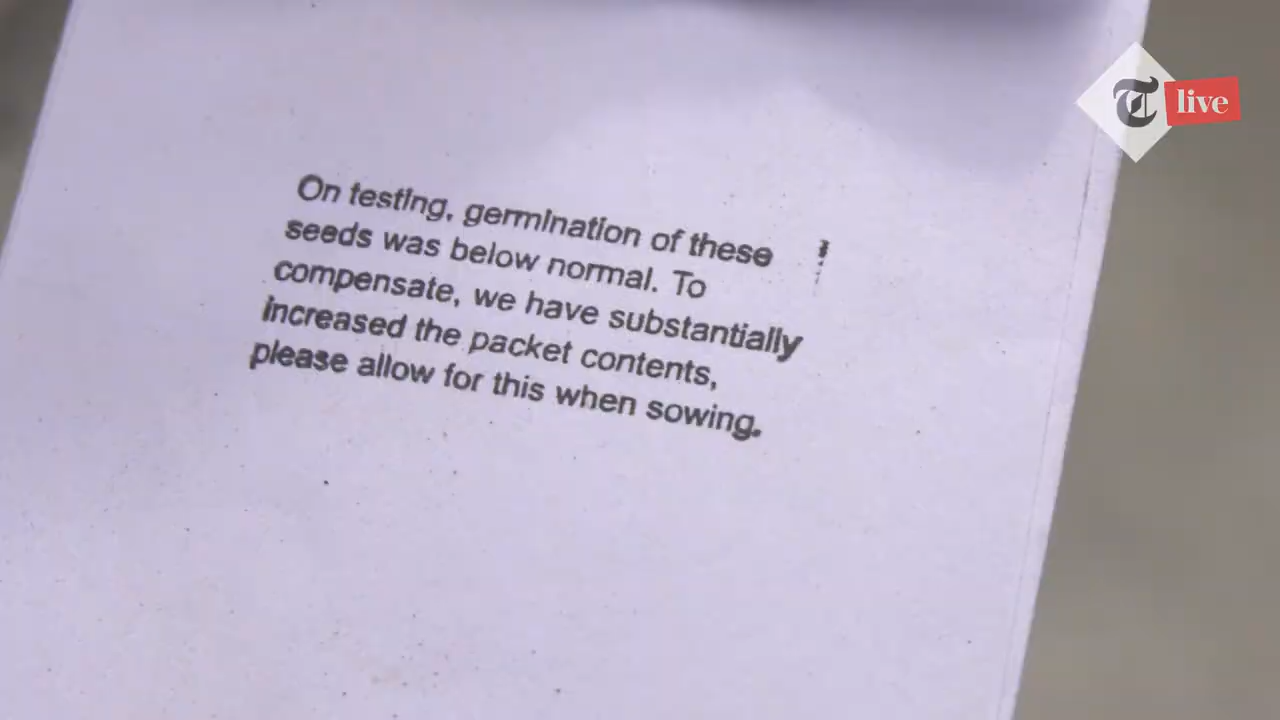 On testing, germination of these
seeds was below normal. To
compensate, we have substantially
increased the packet contents,
please allow for this when sowing.
T live